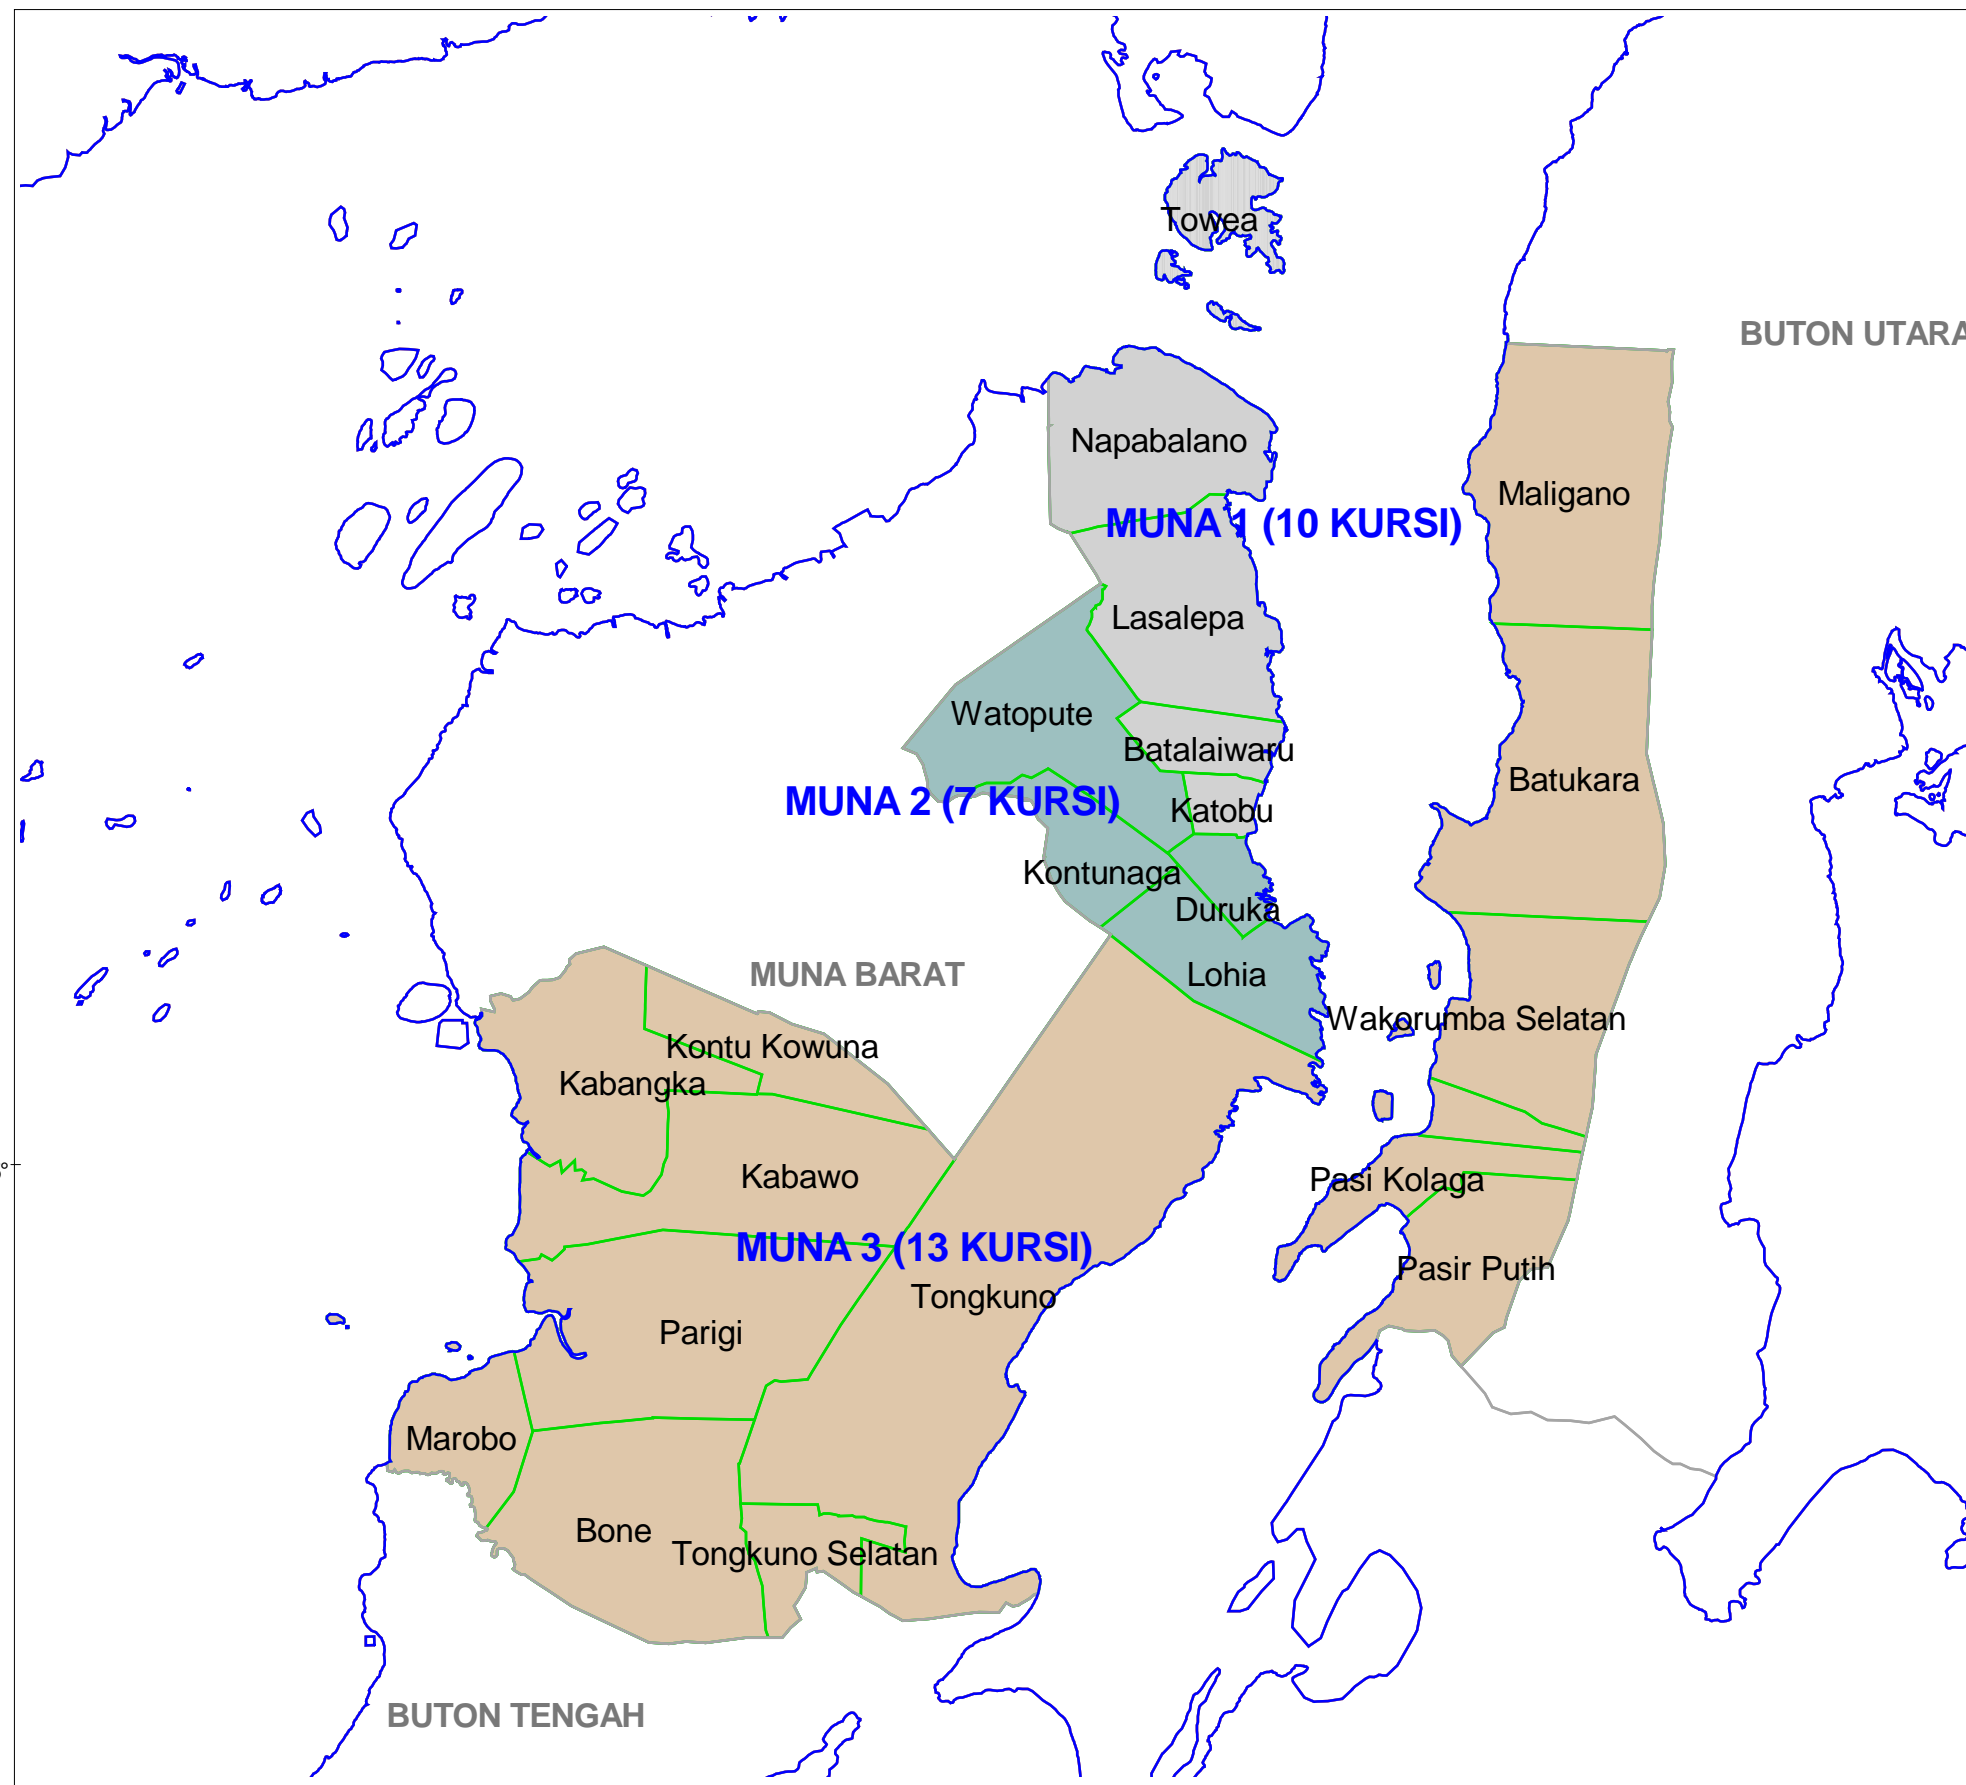 Towea
BUTON UTARA
Napabalano
Maligano
MUNA 1 (10 KURSI)
Lasalepa
Watopute
Batalaiwaru
Batukara
MUNA 2 (7 KURSI)
Katobu
Kontunaga
Duruka
MUNA BARAT
Lohia
Wakorumba Selatan
Kontu Kowuna
Kabangka
Kabawo
Pasi Kolaga
MUNA 3 (13 KURSI)
Pasir Putih
Tongkuno
Parigi
Marobo
Bone
Tongkuno Selatan
BUTON TENGAH